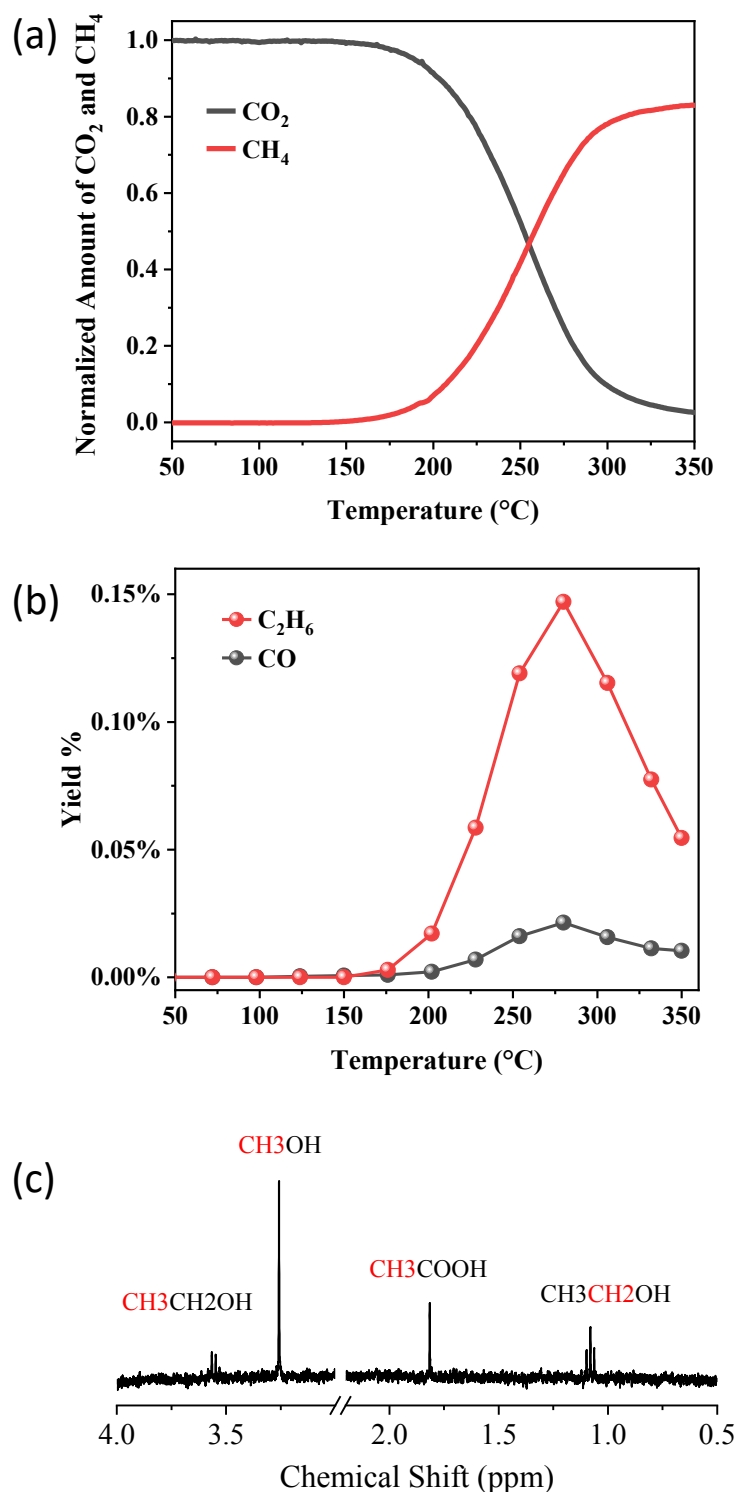 (a)
Normalized Amount of CO₂ and CH₄
1.0
0.8
0.6
0.4
0.2
0.0
CO₂
CH₄
50 100 150 200 250 300 350
Temperature (°C)
(b)
Yield %
0.15%
0.10%
0.05%
0.00%
C₂H₆
CO
50 100 150 200 250 300 350
Temperature (°C)
(c)
CH3OH
CH3CH2OH
CH3COOH
CH3CH2OH
4.0 3.5 // 2.0 1.5 1.0 0.5
Chemical Shift (ppm)